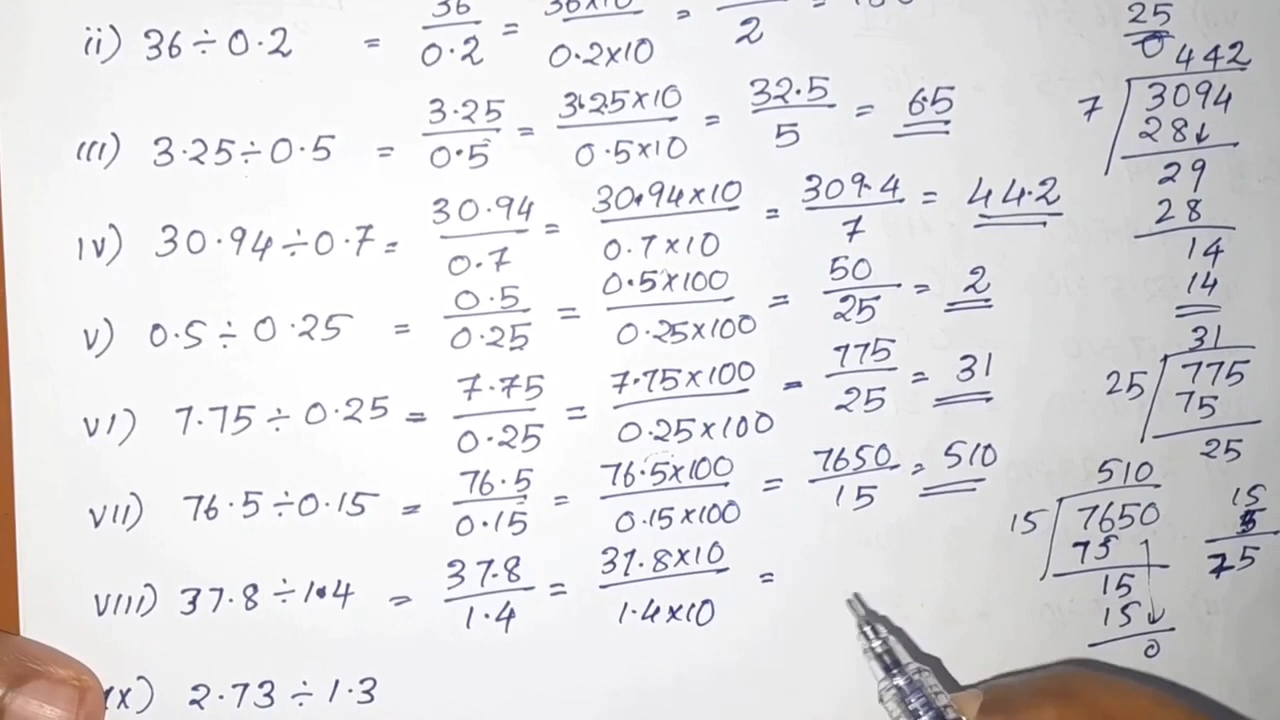 ii) 36 ÷ 0.2 = 36/0.2 = 36×10/0.2×10 = /2 =
iii) 3.25 ÷ 0.5 = 3.25/0.5 = 3.25×10/0.5×10 = 32.5/5 = 6.5
iv) 30.94 ÷ 0.7 = 30.94/0.7 = 30.94×10/0.7×10 = 309.4/7 = 44.2
v) 0.5 ÷ 0.25 = 0.5/0.25 = 0.5×100/0.25×100 = 50/25 = 2
vi) 7.75 ÷ 0.25 = 7.75/0.25 = 7.75×100/0.25×100 = 775/25 = 31
vii) 76.5 ÷ 0.15 = 76.5/0.15 = 76.5×100/0.15×100 = 7650/15 = 510
viii) 37.8 ÷ 1.4 = 37.8/1.4 = 37.8×10/1.4×10 =
ix) 2.73 ÷ 1.3
25
0
442
7 3094
28
29
28
14
14
31
25 775
75
25
510
15 7650
75
15
15
0
15
5
75